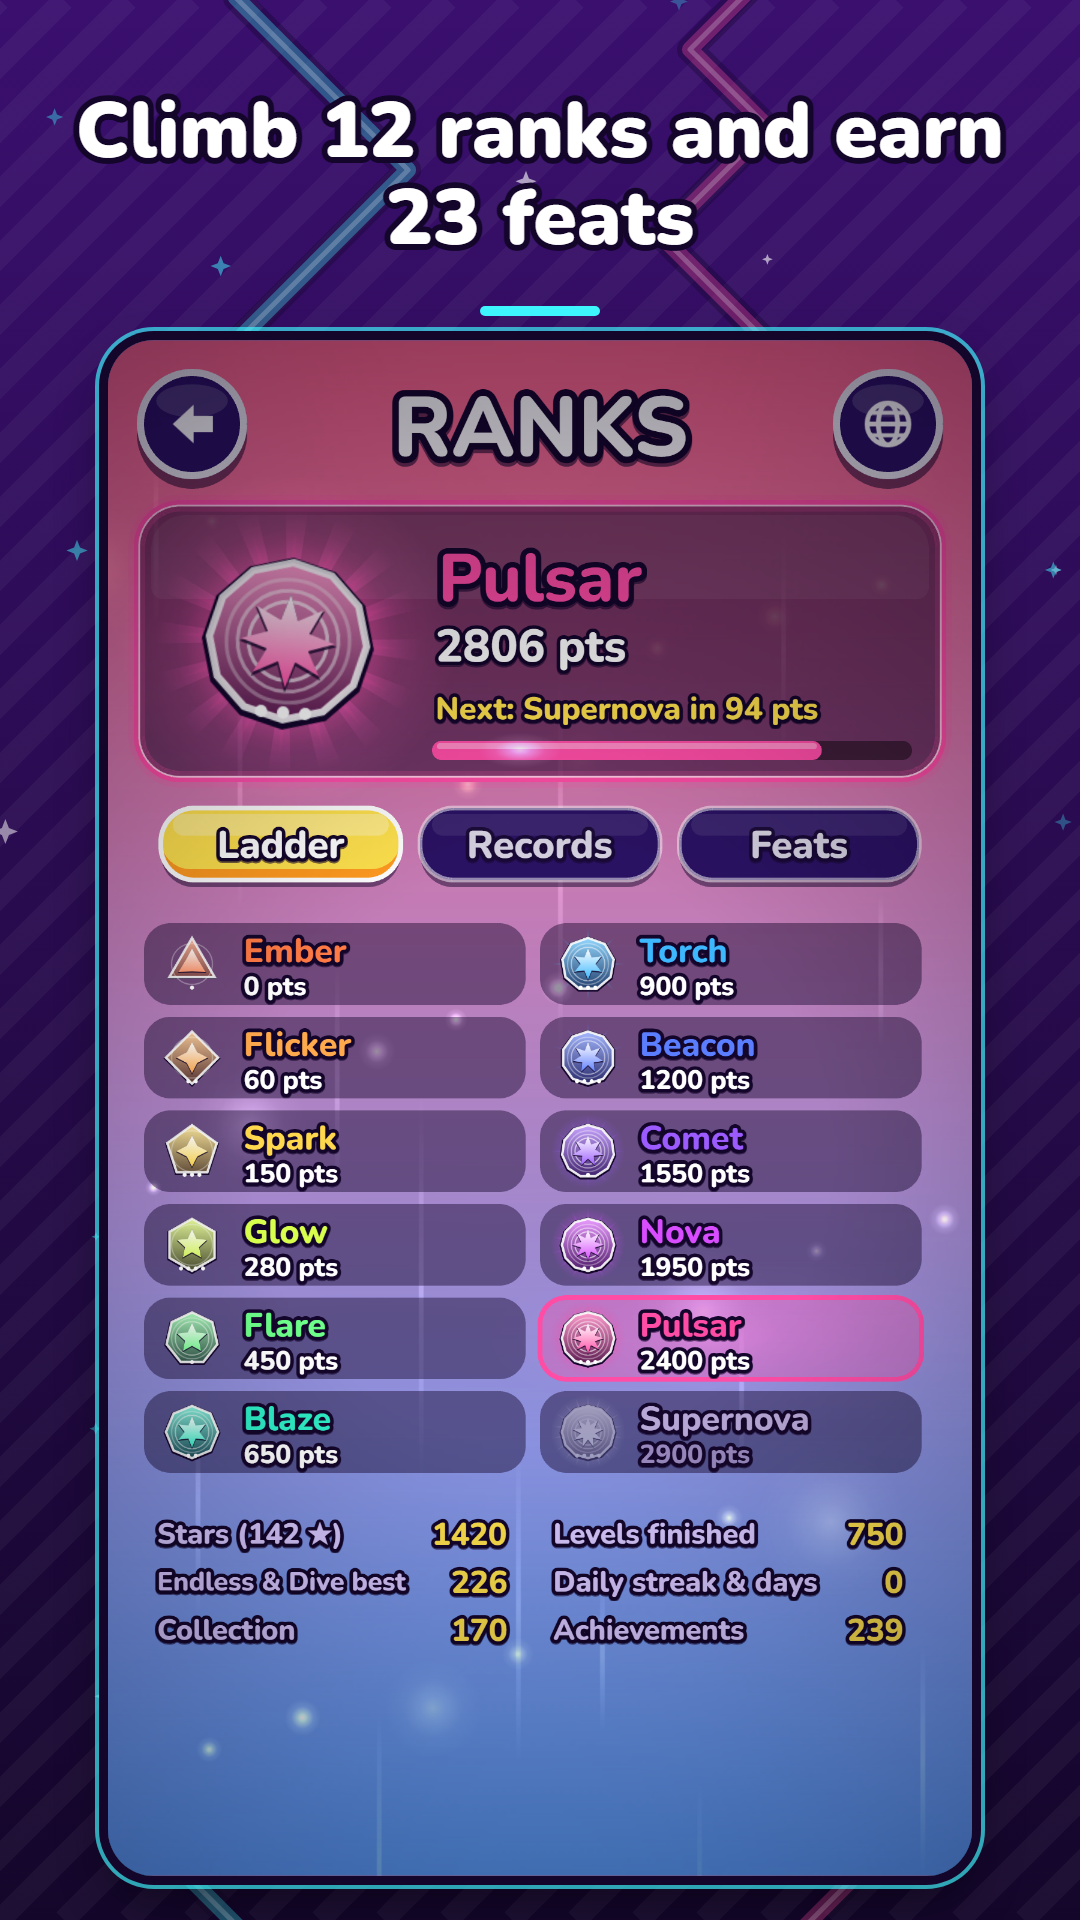 Climb 12 ranks and earn
23 feats
RANKS
Pulsar
2806 pts
Next: Supernova in 94 pts
Ladder
Records
Feats
Ember
0 pts
Torch
900 pts
Flicker
60 pts
Beacon
1200 pts
Spark
150 pts
Comet
1550 pts
Glow
280 pts
Nova
1950 pts
Flare
450 pts
Pulsar
2400 pts
Blaze
650 pts
Supernova
2900 pts
Stars (142 ★) 1420
Levels finished 750
Endless & Dive best 226
Daily streak & days 0
Collection 170
Achievements 239